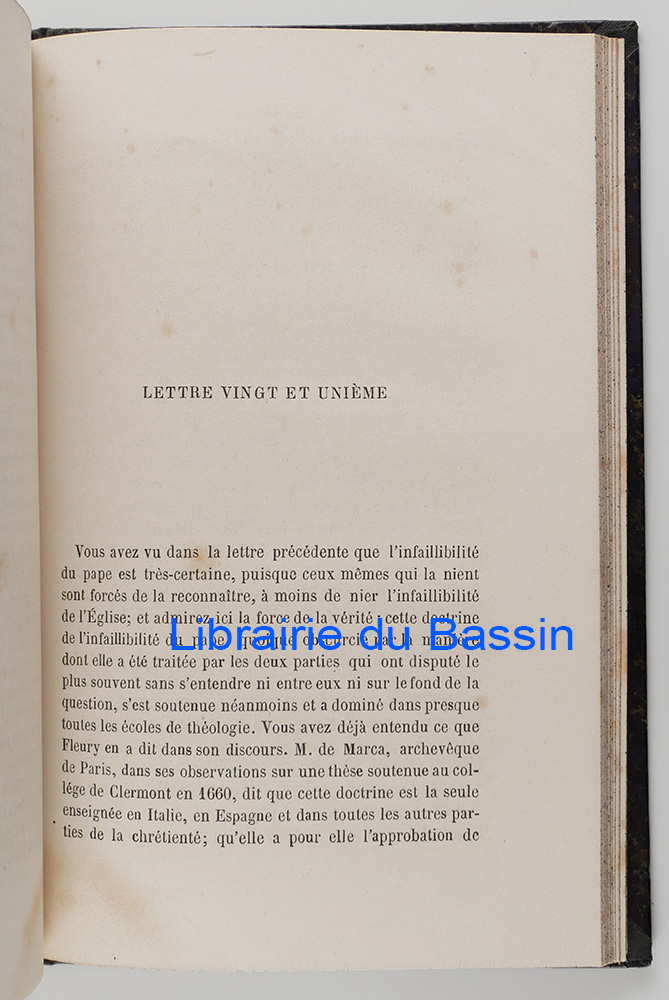 LETTRE VINGT ET UNIÈME
Vous avez vu dans la lettre précédente que l'infaillibilité
du pape est très-certaine, puisque ceux mêmes qui la nient
sont forcés de la reconnaître, à moins de nier l'infaillibilité
de l'Église; et admirez ici la force de la vérité: cette doctrine
de l'infaillibilité du pape, quoique obscurcie par la manière
Librairie du Bassin
dont elle a été traitée par les deux parties qui ont disputé le
plus souvent sans s'entendre ni entre eux ni sur le fond de la
question, s'est soutenue néanmoins et a dominé dans presque
toutes les écoles de théologie. Vous avez déjà entendu ce que
Fleury en a dit dans son discours. M. de Marca, archevêque
de Paris, dans ses observations sur une thèse soutenue au col-
lége de Clermont en 1660, dit que cette doctrine est la seule
enseignée en Italie, en Espagne et dans toutes les autres par-
ties de la chrétienté; qu'elle a pour elle l'approbation de